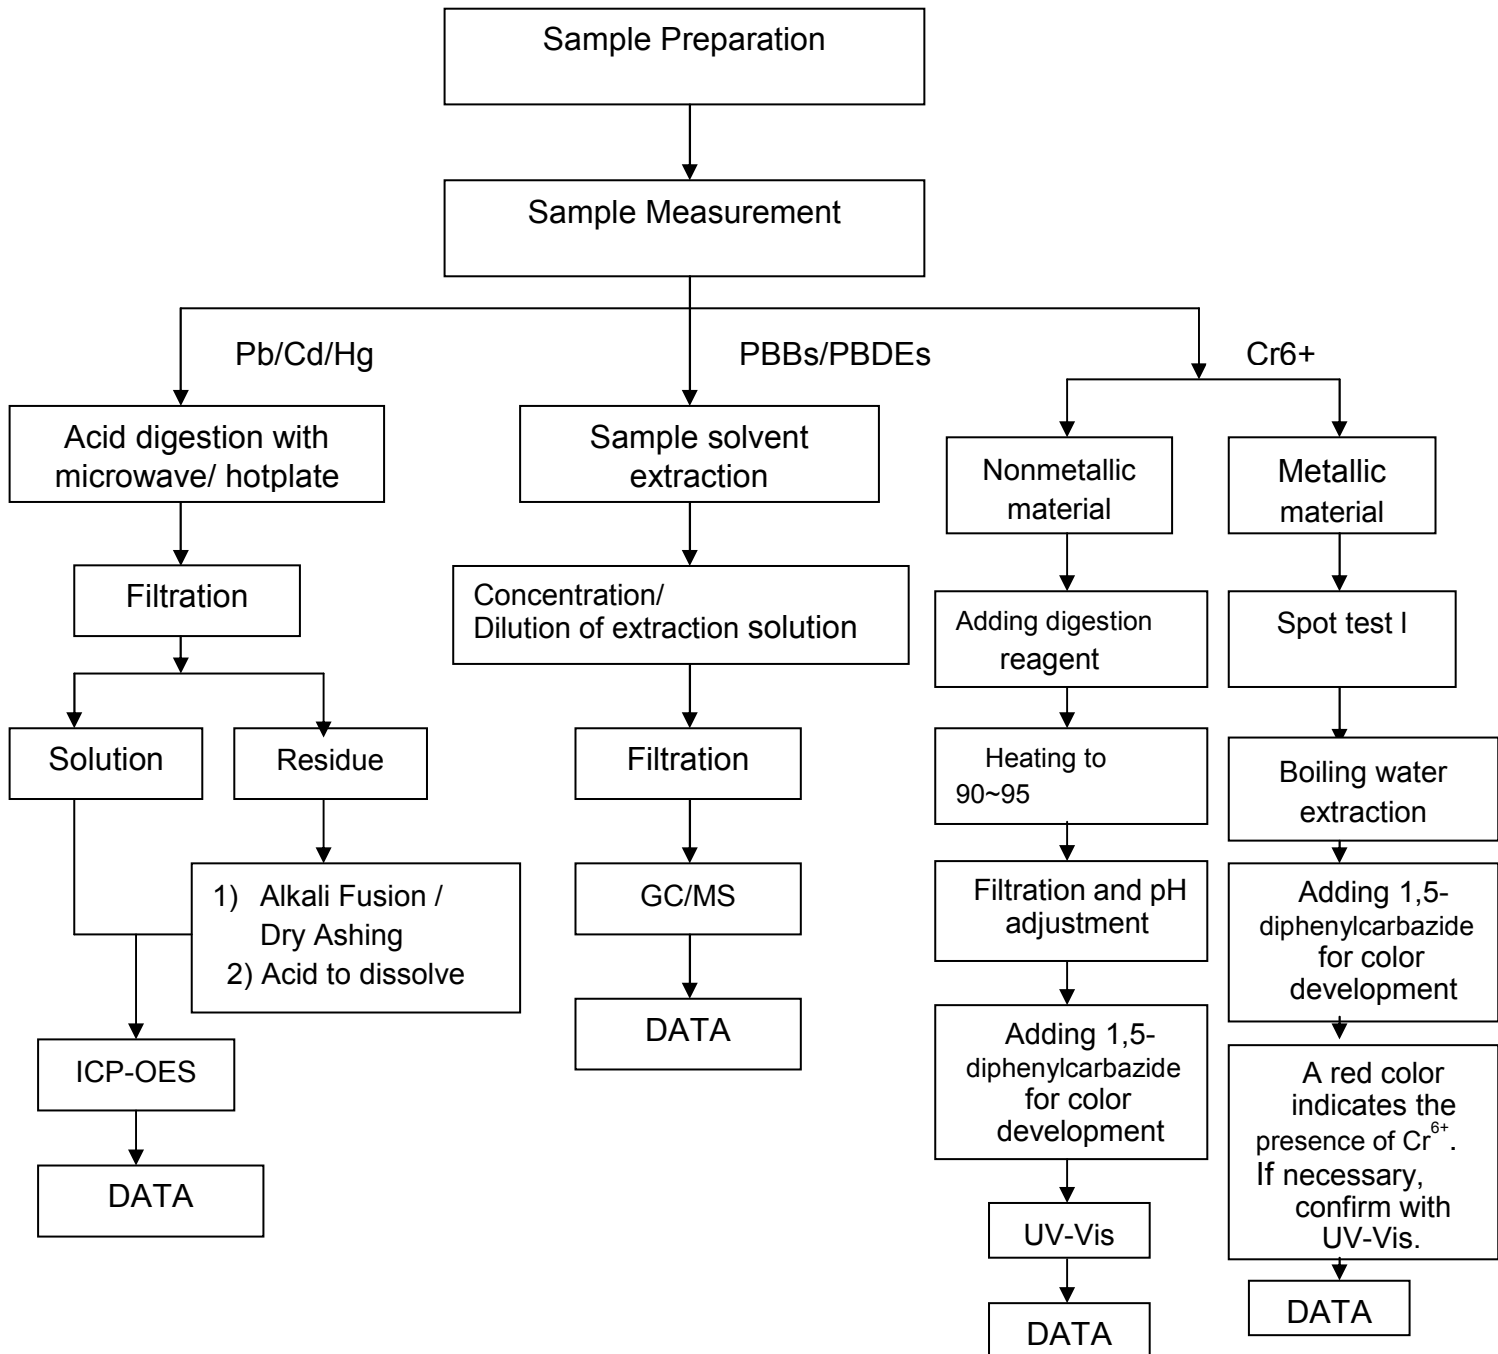 Sample Preparation
Sample Measurement
Pb/Cd/Hg
PBBs/PBDEs
Cr6+
Acid digestion with
microwave/ hotplate
Filtration
Solution
Residue
1) Alkali Fusion /
Dry Ashing
2) Acid to dissolve
ICP-OES
DATA
Sample solvent
extraction
Concentration/
Dilution of extraction solution
Filtration
GC/MS
DATA
Nonmetallic
material
Adding digestion
reagent
Heating to
90~95
Filtration and pH
adjustment
Adding 1,5-
diphenylcarbazide
for color
development
UV-Vis
DATA
Metallic
material
Spot test l
Boiling water
extraction
Adding 1,5-
diphenylcarbazide
for color
development
A red color
indicates the
presence of Cr⁶⁺.
If necessary,
confirm with
UV-Vis.
DATA